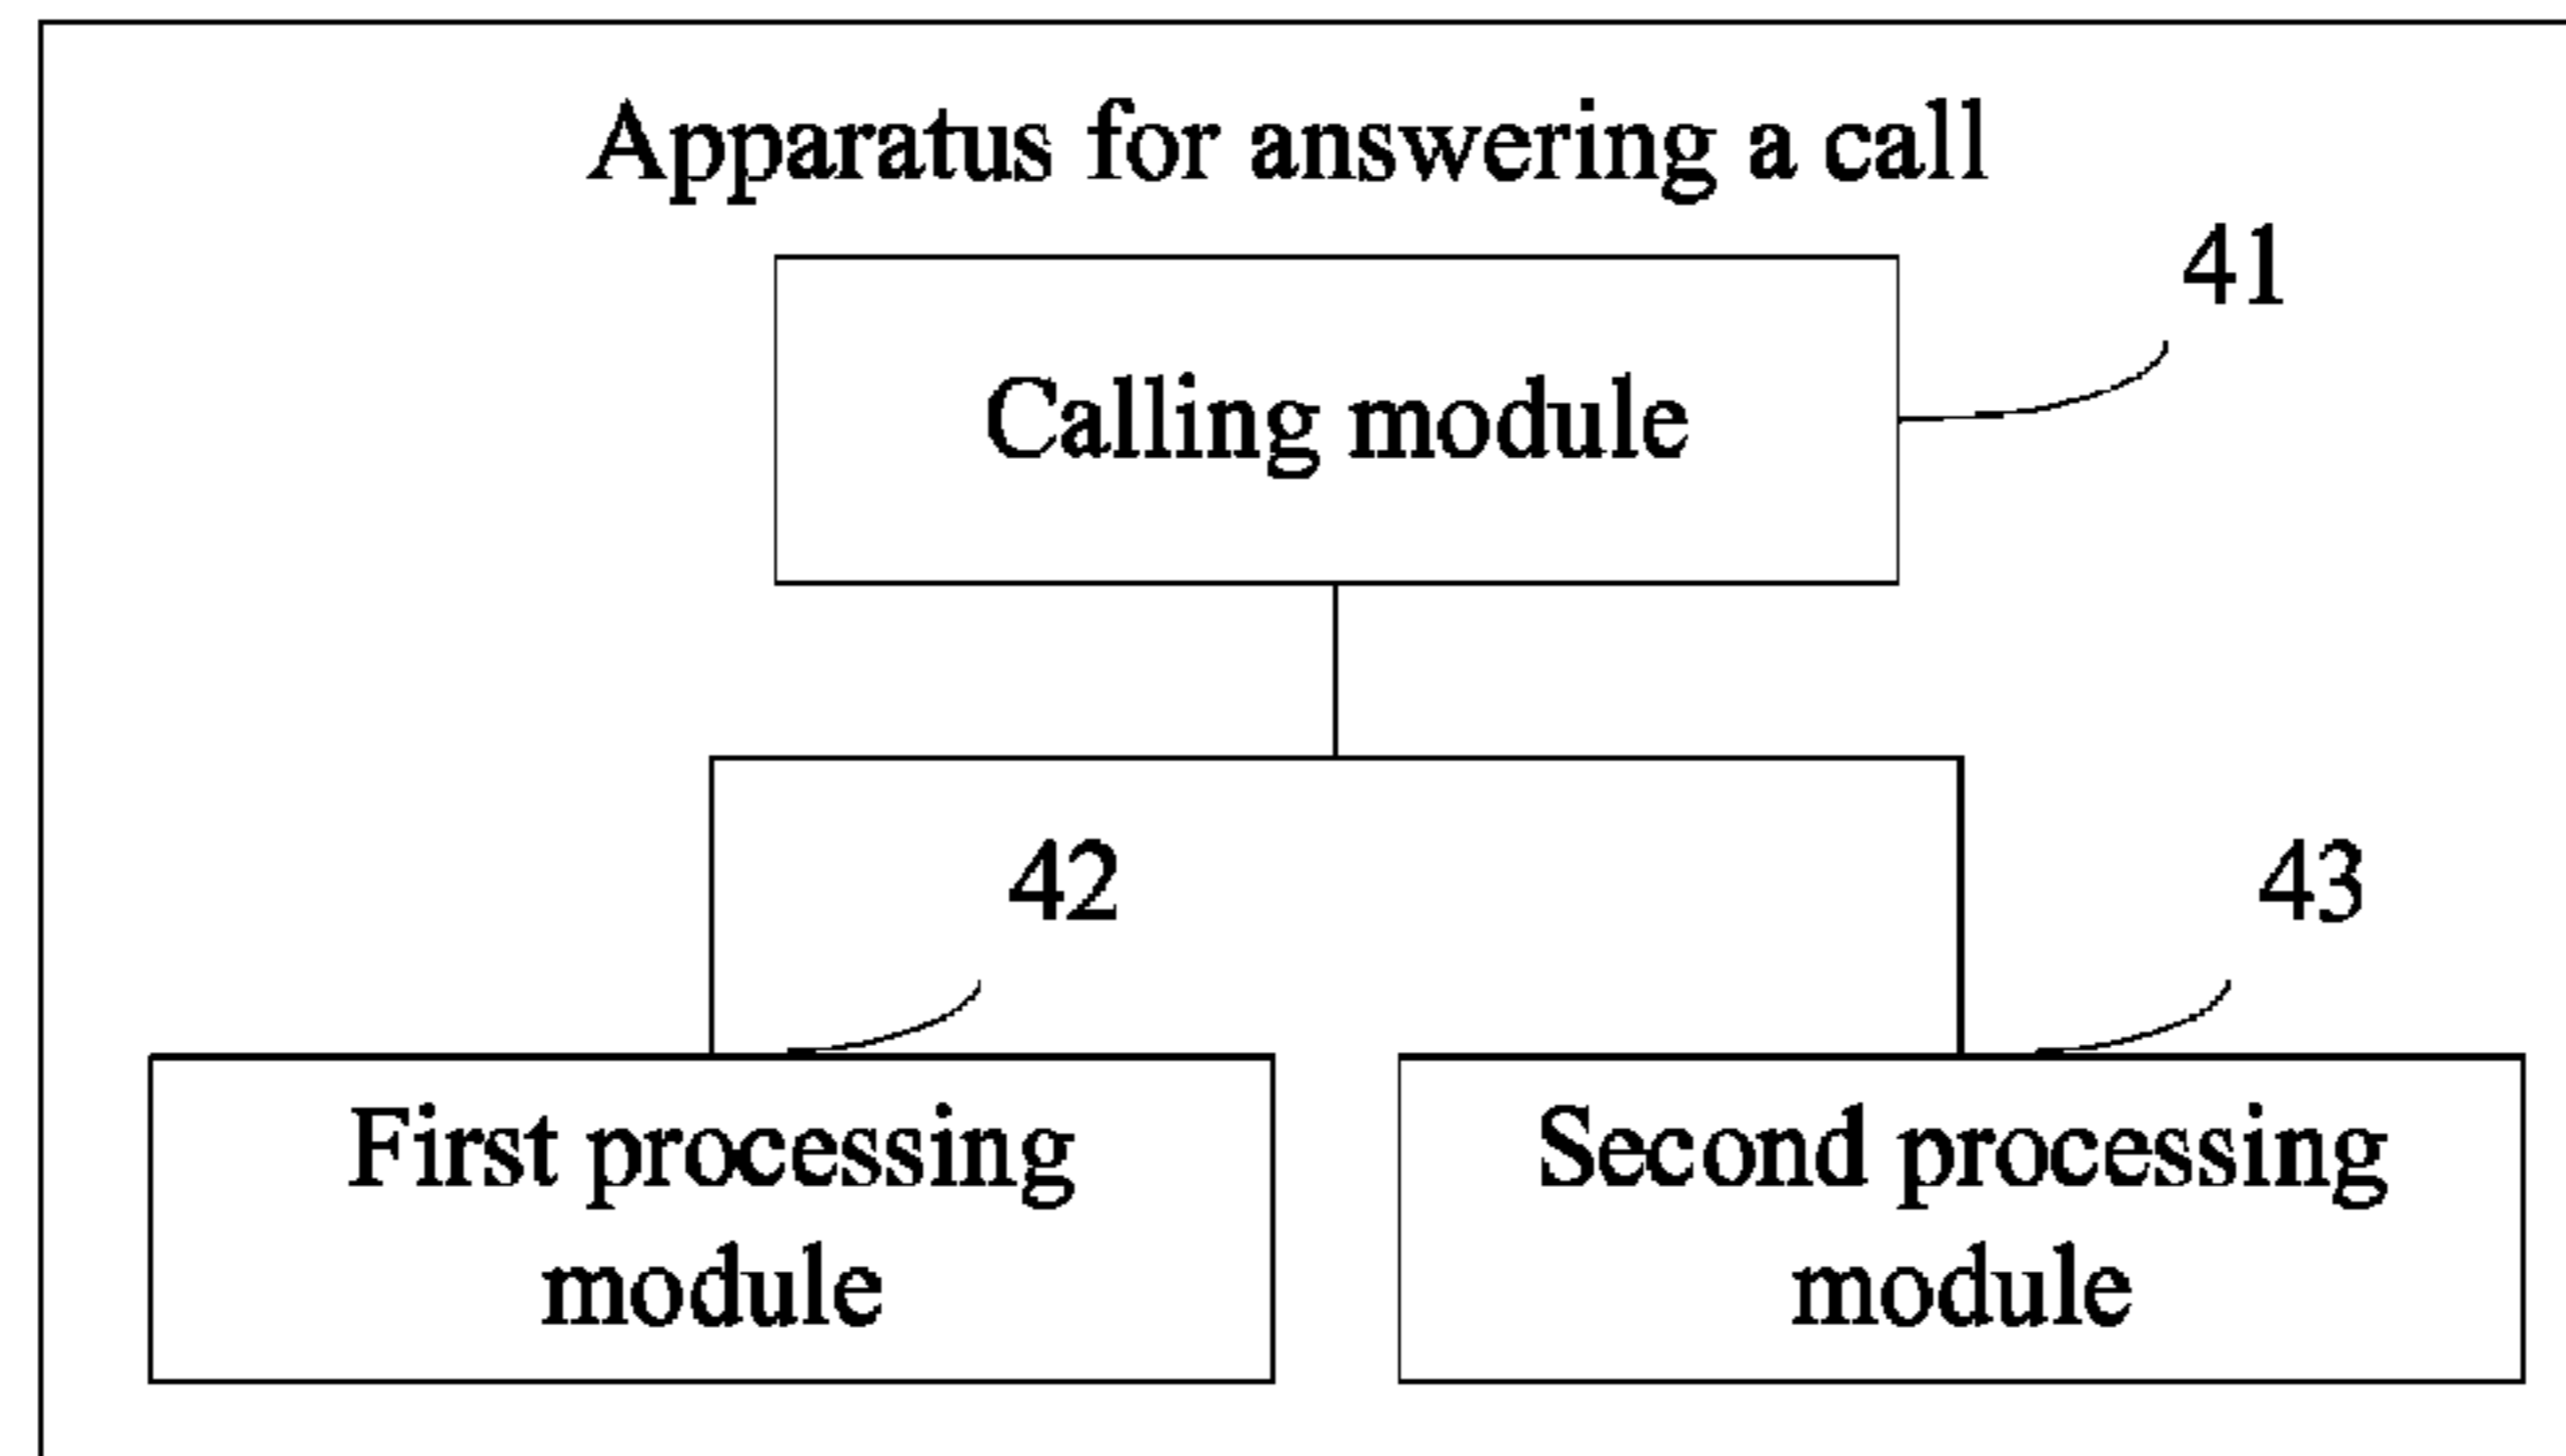 Apparatus for answering a call
41
Calling module
42
43
First processing
module
Second processing
module